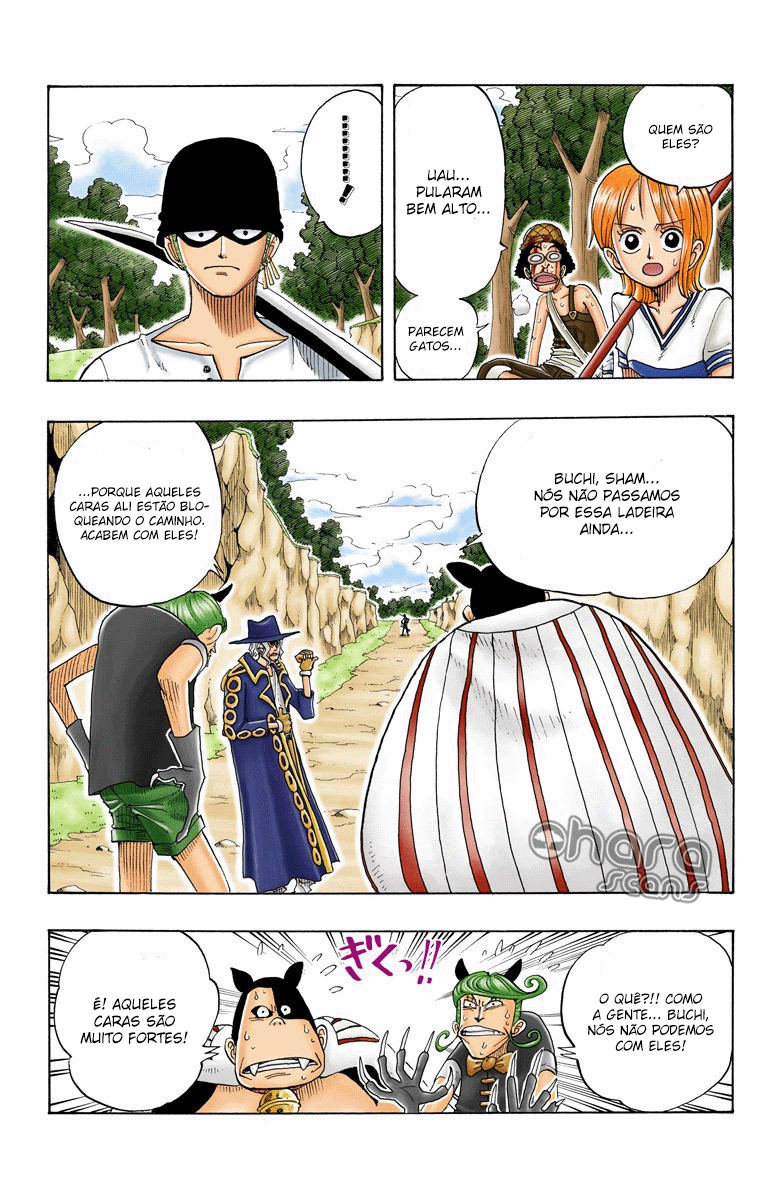 QUEM SÃO
ELES?
UAU...
PULARAM
BEM ALTO...
PARECEM
GATOS...
..........!
BUCHI, SHAM...
NÓS NÃO PASSAMOS
POR ESSA LADEIRA
AINDA...
...PORQUE AQUELES
CARAS ALI ESTÃO BLO-
QUEANDO O CAMINHO.
ACABEM COM ELES!
ohara
scans
O QUÊ?!! COMO
A GENTE... BUCHI,
NÓS NÃO PODEMOS
COM ELES!
ぎくっ!!
É! AQUELES
CARAS SÃO
MUITO FORTES!